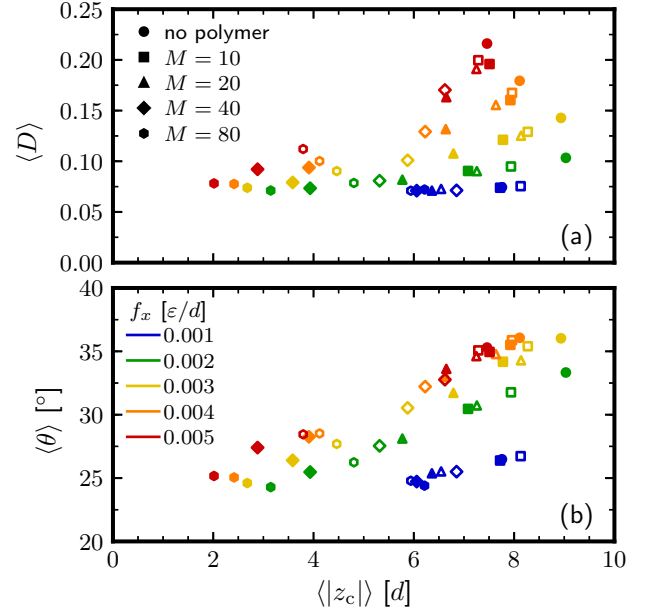 0.25
0.20
0.15
0.10
0.05
0.00
⟨D⟩
no polymer
M = 10
M = 20
M = 40
M = 80
(a)
40
35
30
25
20
⟨θ⟩ [°]
f_x [ε/d]
0.001
0.002
0.003
0.004
0.005
(b)
0 2 4 6 8 10
⟨|z_c|⟩ [d]